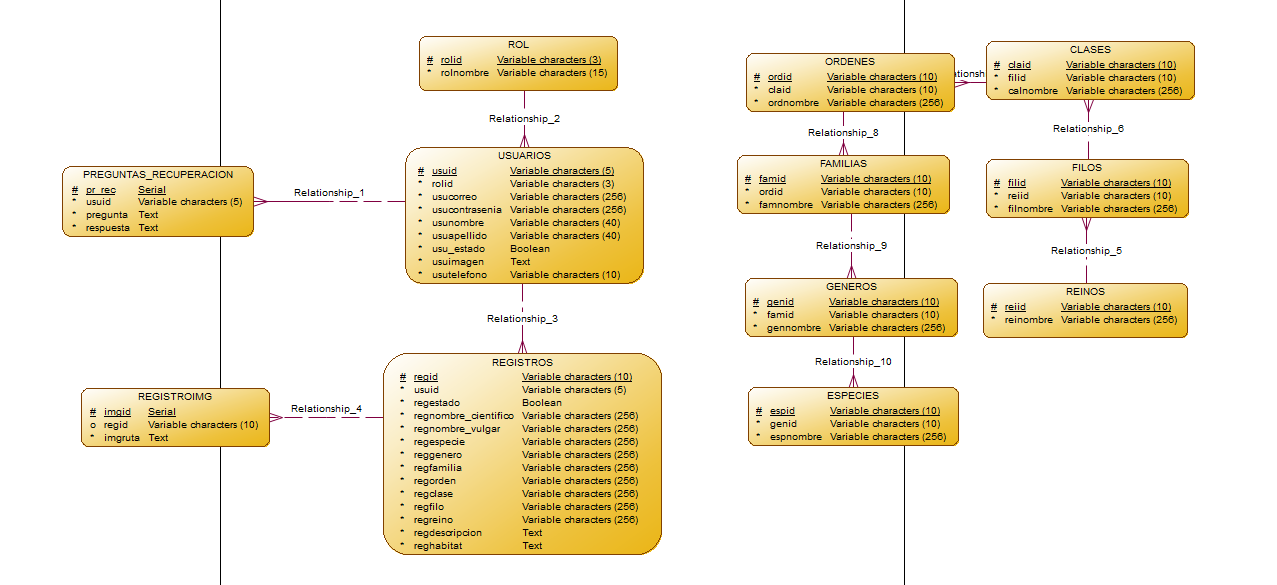 ROL
# rolid Variable characters (3)
* rolnombre Variable characters (15)
Relationship_2
USUARIOS
# usuid Variable characters (5)
* rolid Variable characters (3)
* usucorreo Variable characters (256)
* usucontrasenia Variable characters (256)
* usunombre Variable characters (40)
* usuapellido Variable characters (40)
* usu_estado Boolean
* usuimagen Text
* usutelefono Variable characters (10)
PREGUNTAS_RECUPERACION
# pr_rec Serial
* usuid Variable characters (5)
* pregunta Text
* respuesta Text
Relationship_1
Relationship_3
REGISTROS
# regid Variable characters (10)
* usuid Variable characters (5)
* regestado Boolean
* regnombre_cientifico Variable characters (256)
* regnombre_vulgar Variable characters (256)
* regespecie Variable characters (256)
* reggenero Variable characters (256)
* regfamilia Variable characters (256)
* regorden Variable characters (256)
* regclase Variable characters (256)
* regfilo Variable characters (256)
* regreino Variable characters (256)
* regdescripcion Text
* reghabitat Text
REGISTROIMG
# imgid Serial
o regid Variable characters (10)
* imgruta Text
Relationship_4
ORDENES
# ordid Variable characters (10)
* claid Variable characters (10)
* ordnombre Variable characters (256)
ationsh
CLASES
# claid Variable characters (10)
* filid Variable characters (10)
* calnombre Variable characters (256)
Relationship_8
Relationship_6
FAMILIAS
# famid Variable characters (10)
* ordid Variable characters (10)
* famnombre Variable characters (256)
FILOS
# filid Variable characters (10)
* reiid Variable characters (10)
* filnombre Variable characters (256)
Relationship_9
Relationship_5
GENEROS
# genid Variable characters (10)
* famid Variable characters (10)
* gennombre Variable characters (256)
REINOS
# reiid Variable characters (10)
* reinombre Variable characters (256)
Relationship_10
ESPECIES
# espid Variable characters (10)
* genid Variable characters (10)
* espnombre Variable characters (256)